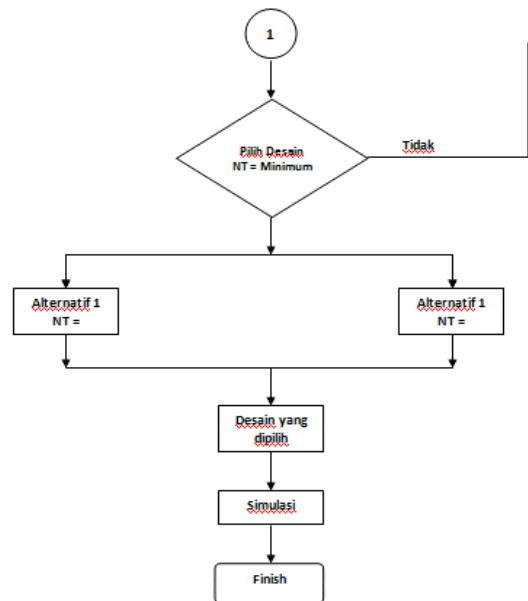 1
Pilih Desain
NT = Minimum
Tidak
Alternatif 1
NT =
Alternatif 1
NT =
Desain yang
dipilih
Simulasi
Finish